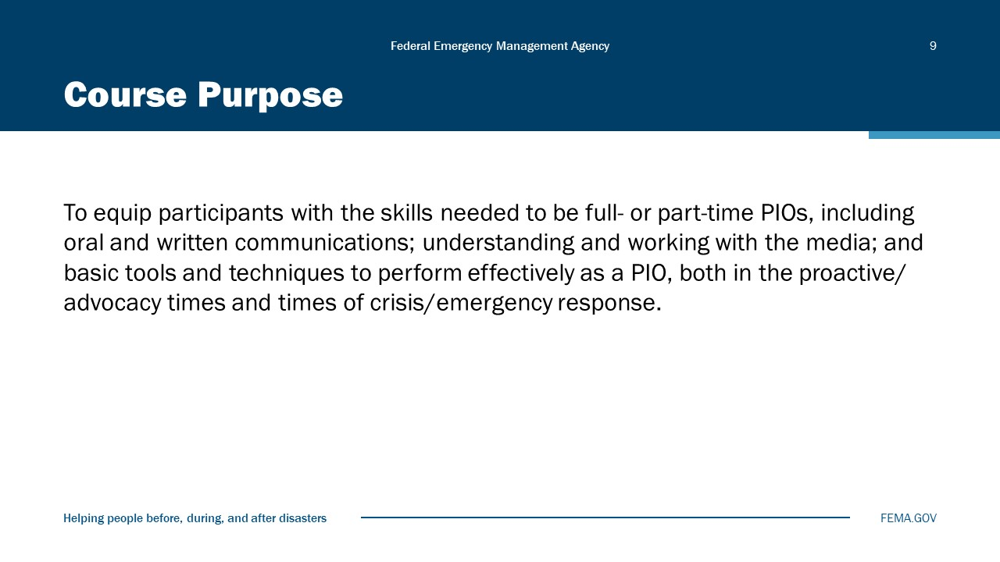 Federal Emergency Management Agency
9
Course Purpose
To equip participants with the skills needed to be full- or part-time PIOs, including
oral and written communications; understanding and working with the media; and
basic tools and techniques to perform effectively as a PIO, both in the proactive/
advocacy times and times of crisis/emergency response.
Helping people before, during, and after disasters
FEMA.GOV